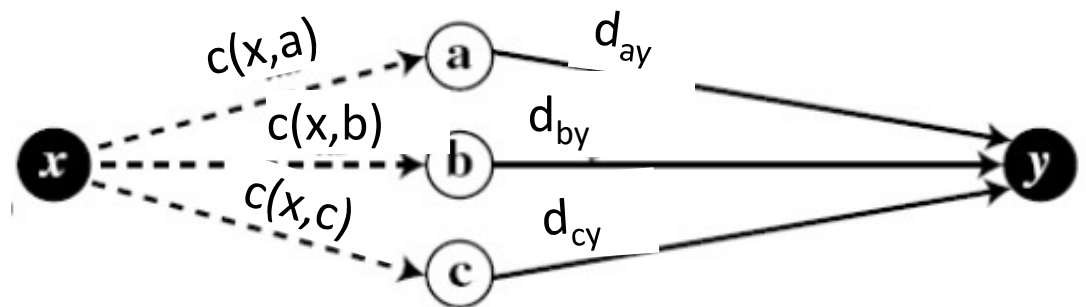 c(x,a)
a
d_ay
x
c(x,b)
b
d_by
y
c(x,c)
c
d_cy